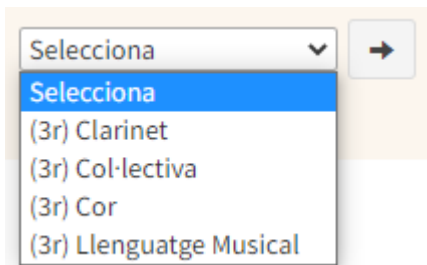 Selecciona
Selecciona
(3r) Clarinet
(3r) Col·lectiva
(3r) Cor
(3r) Llenguatge Musical